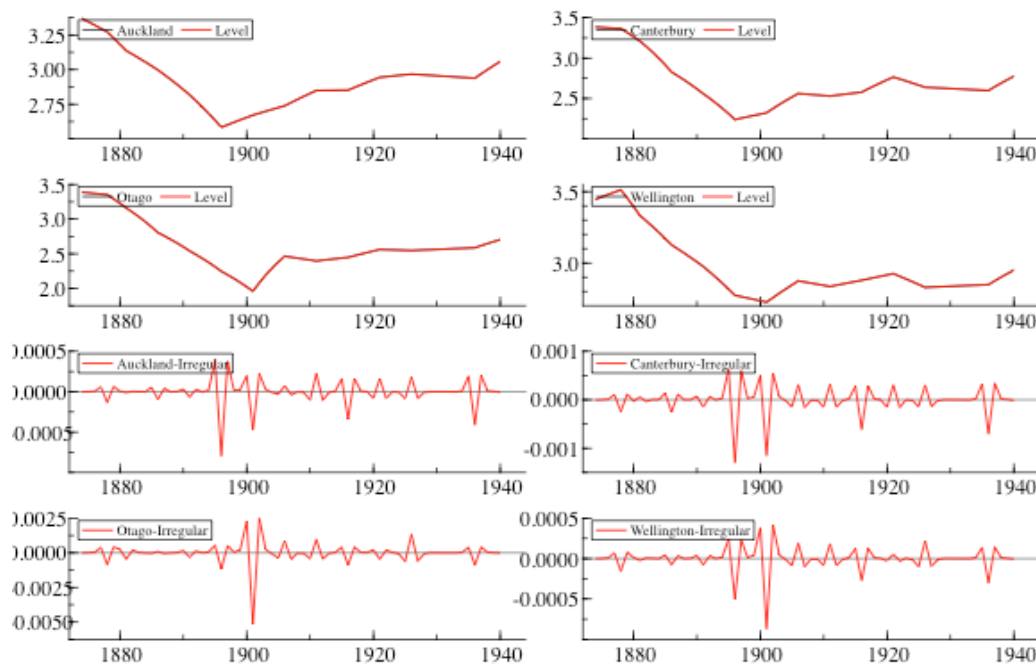 Auckland Level
3.25
3.00
2.75
1880 1900 1920 1940
Canterbury Level
3.5
3.0
2.5
1880 1900 1920 1940
Otago Level
3.5
3.0
2.5
2.0
1880 1900 1920 1940
Wellington Level
3.5
3.0
1880 1900 1920 1940
Auckland-Irregular
0.0005
0.0000
0.0005
1880 1900 1920 1940
Canterbury-Irregular
0.001
0.000
-0.001
1880 1900 1920 1940
Otago-Irregular
0.0025
0.0000
0.0025
0.0050
1880 1900 1920 1940
Wellington-Irregular
0.0005
0.0000
-0.0005
1880 1900 1920 1940